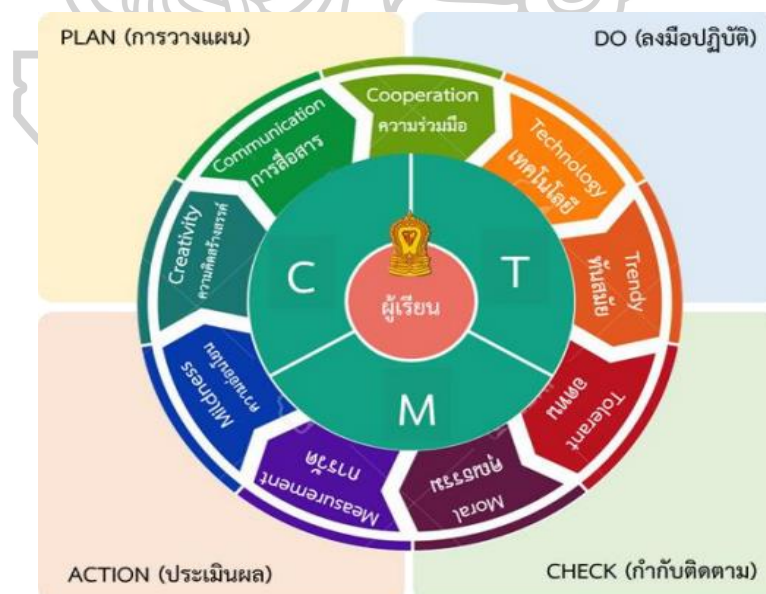 PLAN (การวางแผน)
DO (ลงมือปฏิบัติ)
Cooperation
ความร่วมมือ
Technology
เทคโนโลยี
Trendy
ทันสมัย
Tolerant
อดทน
Moral
คุณธรรม
Measurement
การวัด
Mildness
ความอ่อนโยน
Creativity
ความคิดสร้างสรรค์
Communication
การสื่อสาร
C
T
M
ผู้เรียน
ACTION (ประเมินผล)
CHECK (กำกับติดตาม)